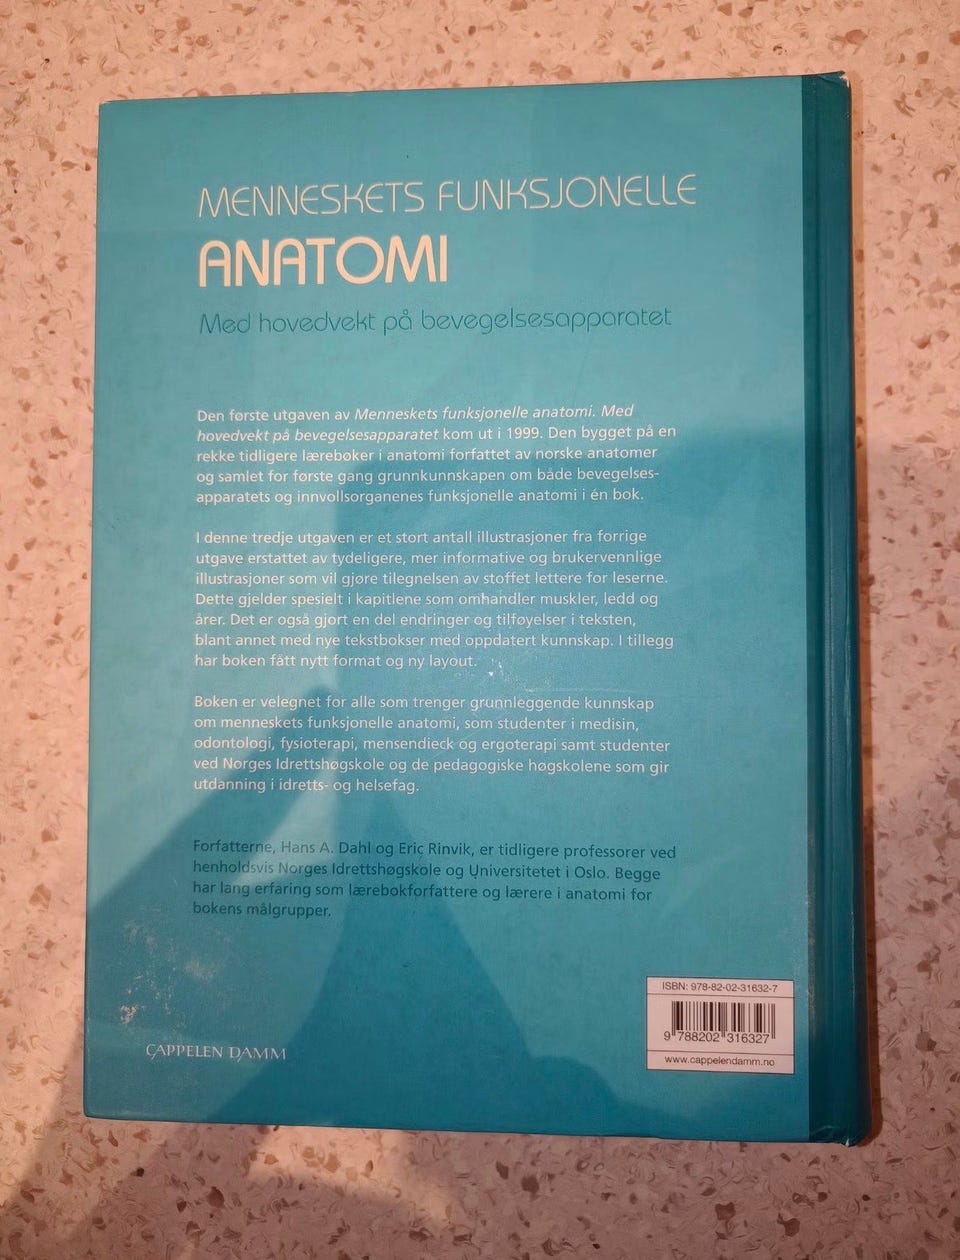 MENNESKETS FUNKSJONELLE
ANATOMI
Med hovedvekt på bevegelsesapparatet
Den første utgaven av Menneskets funksjonelle anatomi. Med
hovedvekt på bevegelsesapparatet kom ut i 1999. Den bygget på en
rekke tidligere lærebøker i anatomi forfattet av norske anatomer
og samlet for første gang grunnkunnskapen om både bevegelses-
apparatets og innvollsorganenes funksjonelle anatomi i én bok.
I denne tredje utgaven er et stort antall illustrasjoner fra forrige
utgave erstattet av tydeligere, mer informative og brukervennlige
illustrasjoner som vil gjøre tilegnelsen av stoffet lettere for leserne.
Dette gjelder spesielt i kapitlene som omhandler muskler, ledd og
årer. Det er også gjort en del endringer og tilføyelser i teksten,
blant annet med nye tekstbokser med oppdatert kunnskap. I tillegg
har boken fått nytt format og ny layout.
Boken er velegnet for alle som trenger grunnleggende kunnskap
om menneskets funksjonelle anatomi, som studenter i medisin,
odontologi, fysioterapi, mensendieck og ergoterapi samt studenter
ved Norges Idrettshøgskole og de pedagogiske høgskolene som gir
utdanning i idretts- og helsefag.
Forfatterne, Hans A. Dahl og Eric Rinvik, er tidligere professorer ved
henholdsvis Norges Idrettshøgskole og Universitetet i Oslo. Begge
har lang erfaring som lærebokforfattere og lærere i anatomi for
bokens målgrupper.
ISBN: 978-82-02-31632-7
9 788202 316327
www.cappelendamm.no
CAPPELEN DAMM